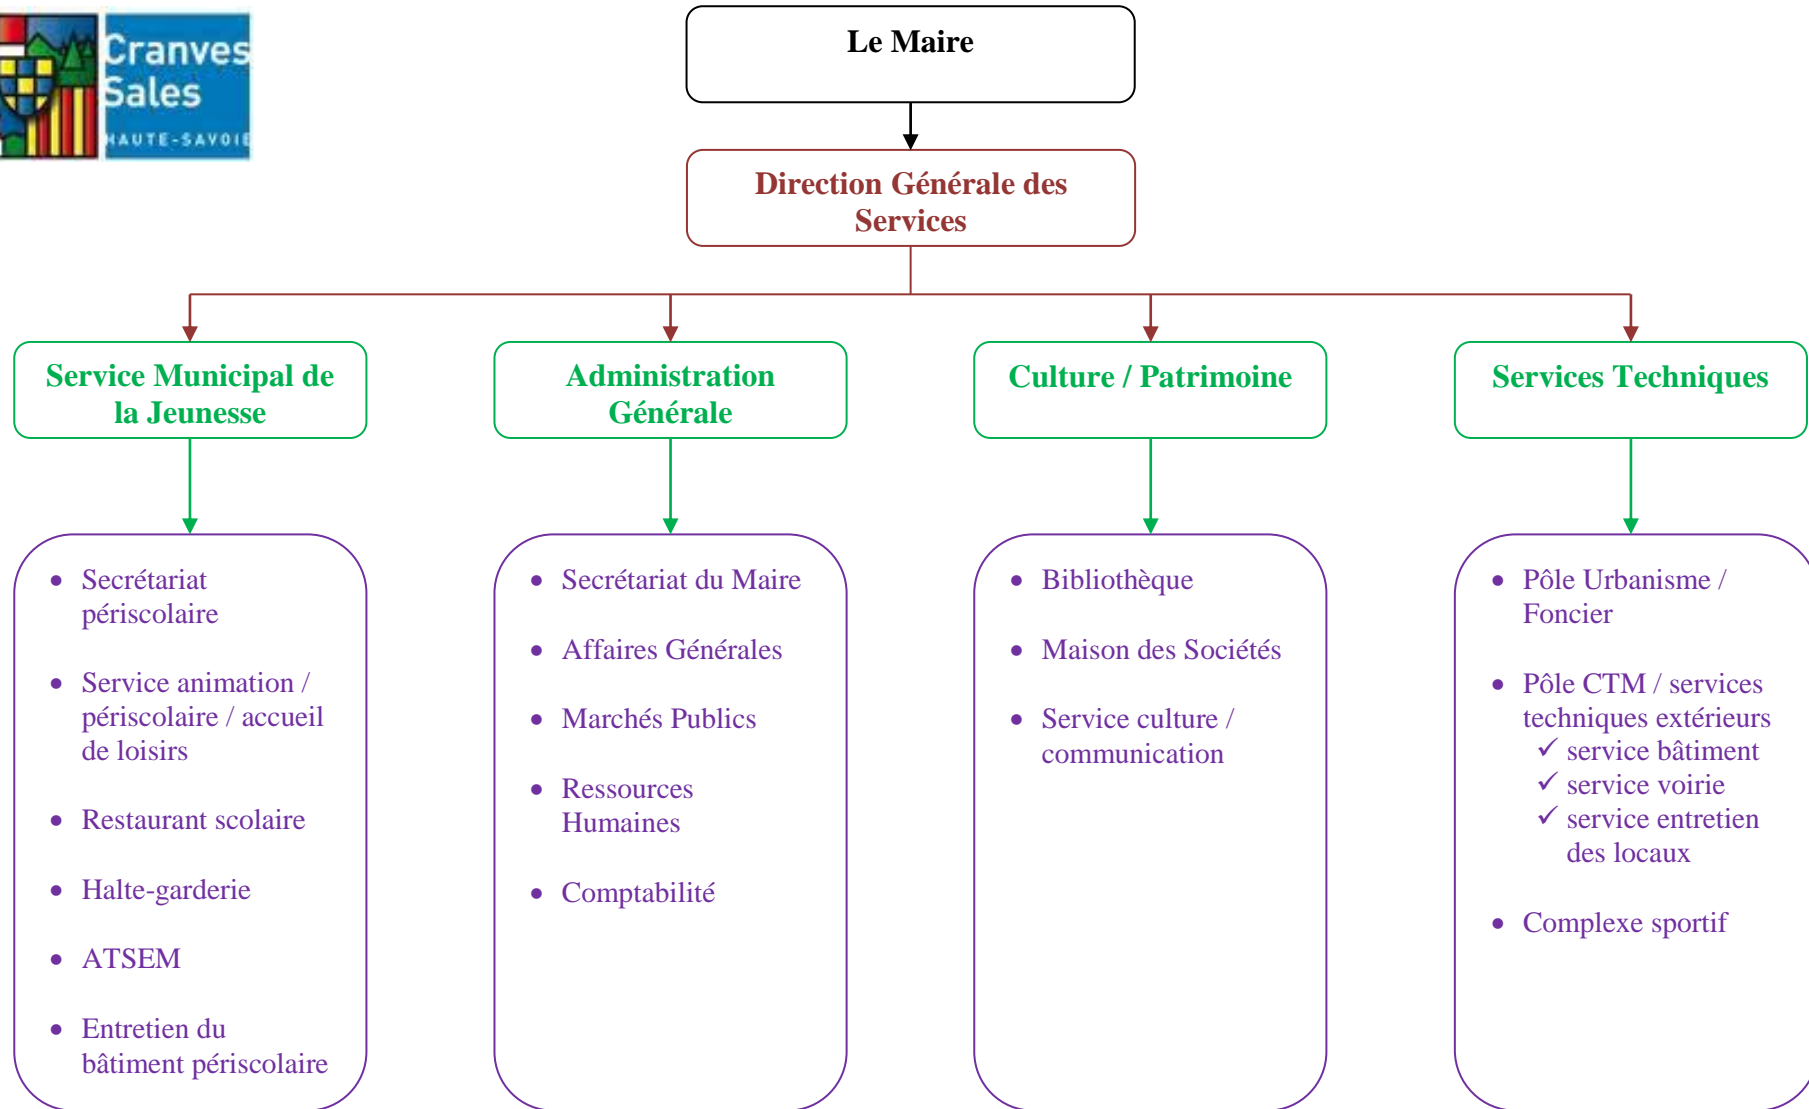 Cranves
Sales
HAUTE-SAVOIE
Le Maire
Direction Générale des
Services
Service Municipal de
la Jeunesse
Administration
Générale
Culture / Patrimoine
Services Techniques
• Secrétariat
périscolaire
• Service animation /
périscolaire / accueil
de loisirs
• Restaurant scolaire
• Halte-garderie
• ATSEM
• Entretien du
bâtiment périscolaire
• Secrétariat du Maire
• Affaires Générales
• Marchés Publics
• Ressources
Humaines
• Comptabilité
• Bibliothèque
• Maison des Sociétés
• Service culture /
communication
• Pôle Urbanisme /
Foncier
• Pôle CTM / services
techniques extérieurs
✓ service bâtiment
✓ service voirie
✓ service entretien
des locaux
• Complexe sportif